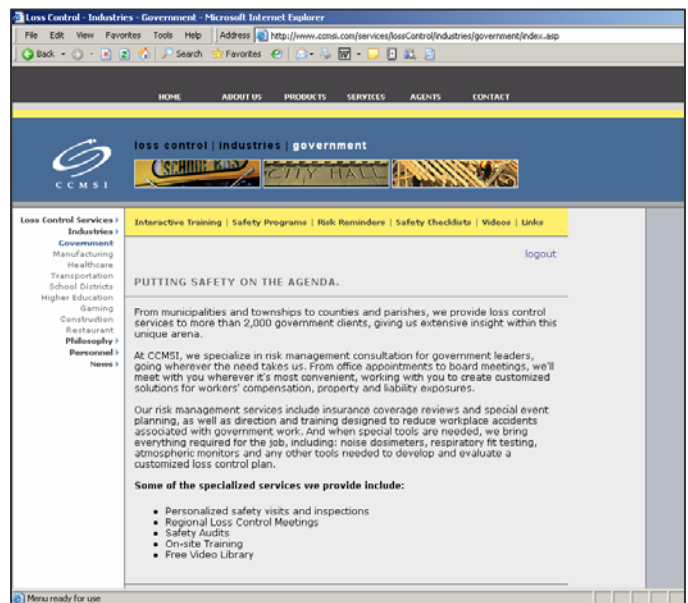 Loss Control - Industries - Government - Microsoft Internet Explorer
File Edit View Favorites Tools Help Address http://www.ccmsi.com/services/lossControl/industries/government/index.asp
Back Search Favorites
HOME ABOUT US PRODUCTS SERVICES AGENTS CONTACT
loss control | industries | government
SCHOOL BUS CITY HALL
CCMSI
Loss Control Services
Industries
Government
Manufacturing
Healthcare
Transportation
School Districts
Higher Education
Gaming
Construction
Restaurant
Philosophy
Personnel
News
Interactive Training | Safety Programs | Risk Reminders | Safety Checklists | Videos | Links
logout
PUTTING SAFETY ON THE AGENDA.
From municipalities and townships to counties and parishes, we provide loss control
services to more than 2,000 government clients, giving us extensive insight within this
unique arena.
At CCMSI, we specialize in risk management consultation for government leaders,
going wherever the need takes us. From office appointments to board meetings, we'll
meet with you wherever it's most convenient, working with you to create customized
solutions for workers' compensation, property and liability exposures.
Our risk management services include insurance coverage reviews and special event
planning, as well as direction and training designed to reduce workplace accidents
associated with government work. And when special tools are needed, we bring
everything required for the job, including: noise dosimeters, respiratory fit testing,
atmospheric monitors and any other tools needed to develop and evaluate a
customized loss control plan.
Some of the specialized services we provide include:
• Personalized safety visits and inspections
• Regional Loss Control Meetings
• Safety Audits
• On-site Training
• Free Video Library
Menu ready for use